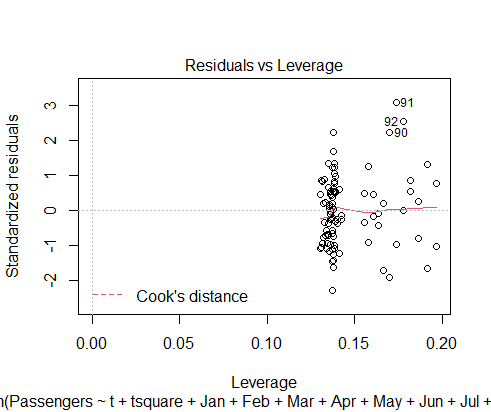 Residuals vs Leverage
Standardized residuals
3
2
1
0
-1
-2
91
92
90
Cook's distance
0.00
0.05
0.10
0.15
0.20
Leverage
(Passengers ~ t + tsquare + Jan + Feb + Mar + Apr + May + Jun + Jul +